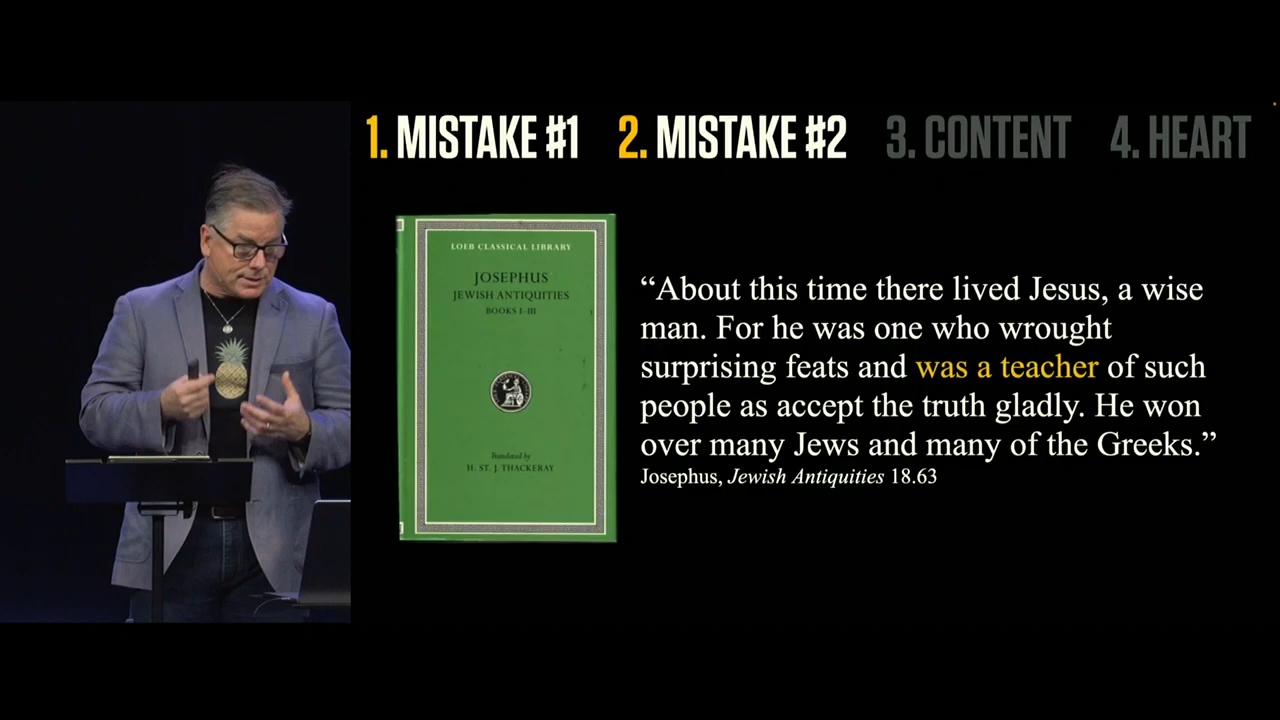 1. MISTAKE #1 2. MISTAKE #2 3. CONTENT 4. HEART
LOEB CLASSICAL LIBRARY
JOSEPHUS
JEWISH ANTIQUITIES
BOOKS I–III
Translated by
H. ST. J. THACKERAY
“About this time there lived Jesus, a wise
man. For he was one who wrought
surprising feats and was a teacher of such
people as accept the truth gladly. He won
over many Jews and many of the Greeks.”
Josephus, Jewish Antiquities 18.63